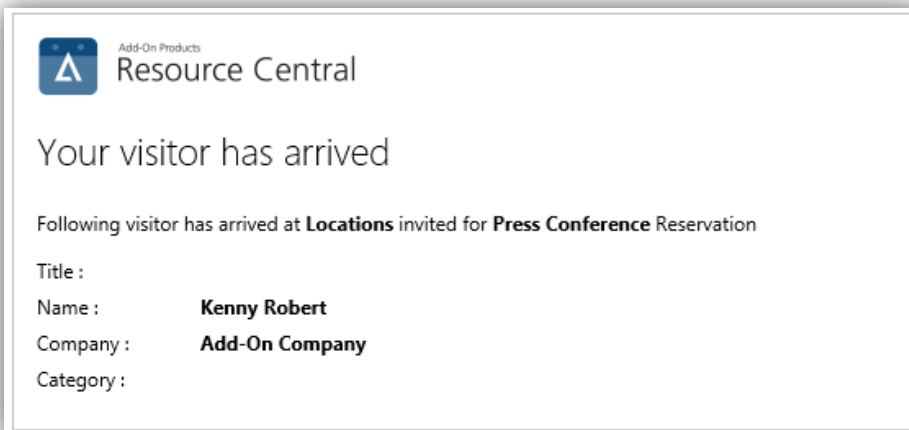 Add-On Products
Resource Central
Your visitor has arrived
Following visitor has arrived at Locations invited for Press Conference Reservation
Title :
Name : Kenny Robert
Company : Add-On Company
Category :